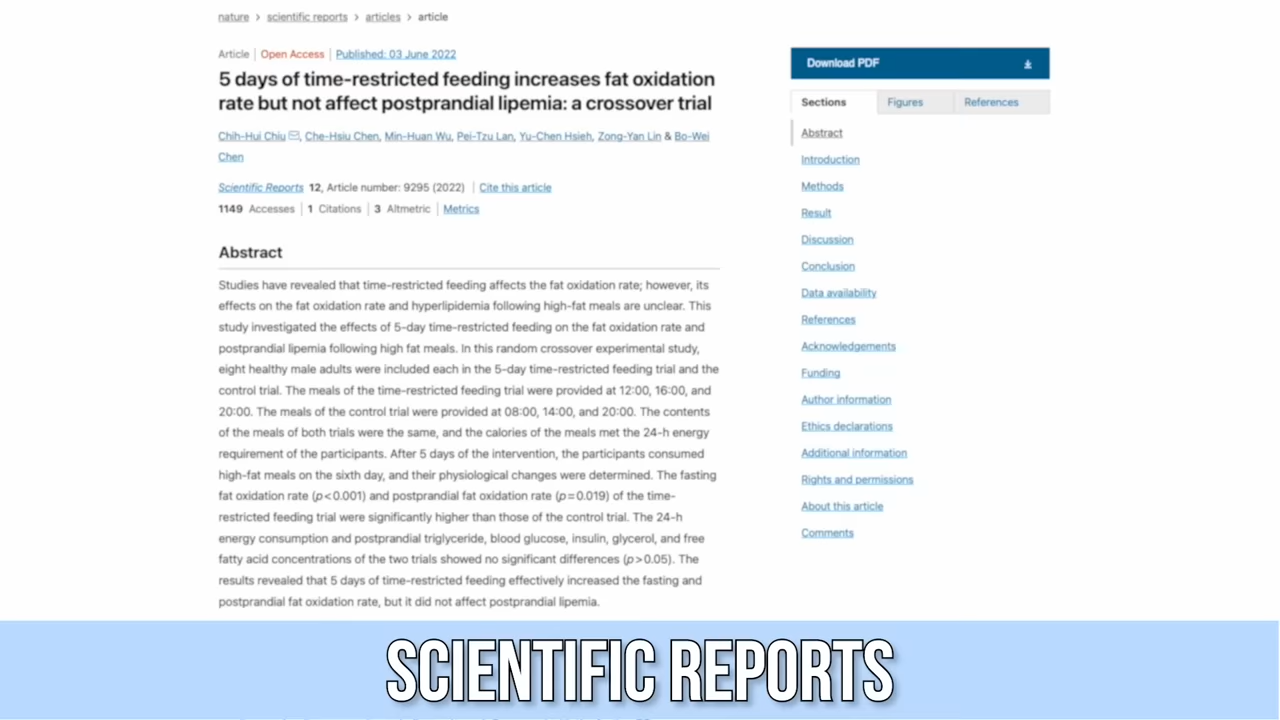 nature > scientific reports > articles > article
Article | Open Access | Published: 03 June 2022
5 days of time-restricted feeding increases fat oxidation
rate but not affect postprandial lipemia: a crossover trial
Chih-Hui Chiu, Che-Hsiu Chen, Min-Huan Wu, Pei-Tzu Lan, Yu-Chen Hsieh, Zong-Yan Lin & Bo-Wei
Chen
Scientific Reports 12, Article number: 9295 (2022) | Cite this article
1149 Accesses | 1 Citations | 3 Altmetric | Metrics
Abstract
Studies have revealed that time-restricted feeding affects the fat oxidation rate; however, its
effects on the fat oxidation rate and hyperlipidemia following high-fat meals are unclear. This
study investigated the effects of 5-day time-restricted feeding on the fat oxidation rate and
postprandial lipemia following high fat meals. In this random crossover experimental study,
eight healthy male adults were included each in the 5-day time-restricted feeding trial and the
control trial. The meals of the time-restricted feeding trial were provided at 12:00, 16:00, and
20:00. The meals of the control trial were provided at 08:00, 14:00, and 20:00. The contents
of the meals of both trials were the same, and the calories of the meals met the 24-h energy
requirement of the participants. After 5 days of the intervention, the participants consumed
high-fat meals on the sixth day, and their physiological changes were determined. The fasting
fat oxidation rate (p<0.001) and postprandial fat oxidation rate (p=0.019) of the time-
restricted feeding trial were significantly higher than those of the control trial. The 24-h
energy consumption and postprandial triglyceride, blood glucose, insulin, glycerol, and free
fatty acid concentrations of the two trials showed no significant differences (p>0.05). The
results revealed that 5 days of time-restricted feeding effectively increased the fasting and
postprandial fat oxidation rate, but it did not affect postprandial lipemia.
Download PDF
Sections Figures References
Abstract
Introduction
Methods
Result
Discussion
Conclusion
Data availability
References
Acknowledgements
Funding
Author information
Ethics declarations
Additional information
Rights and permissions
About this article
Comments
SCIENTIFIC REPORTS